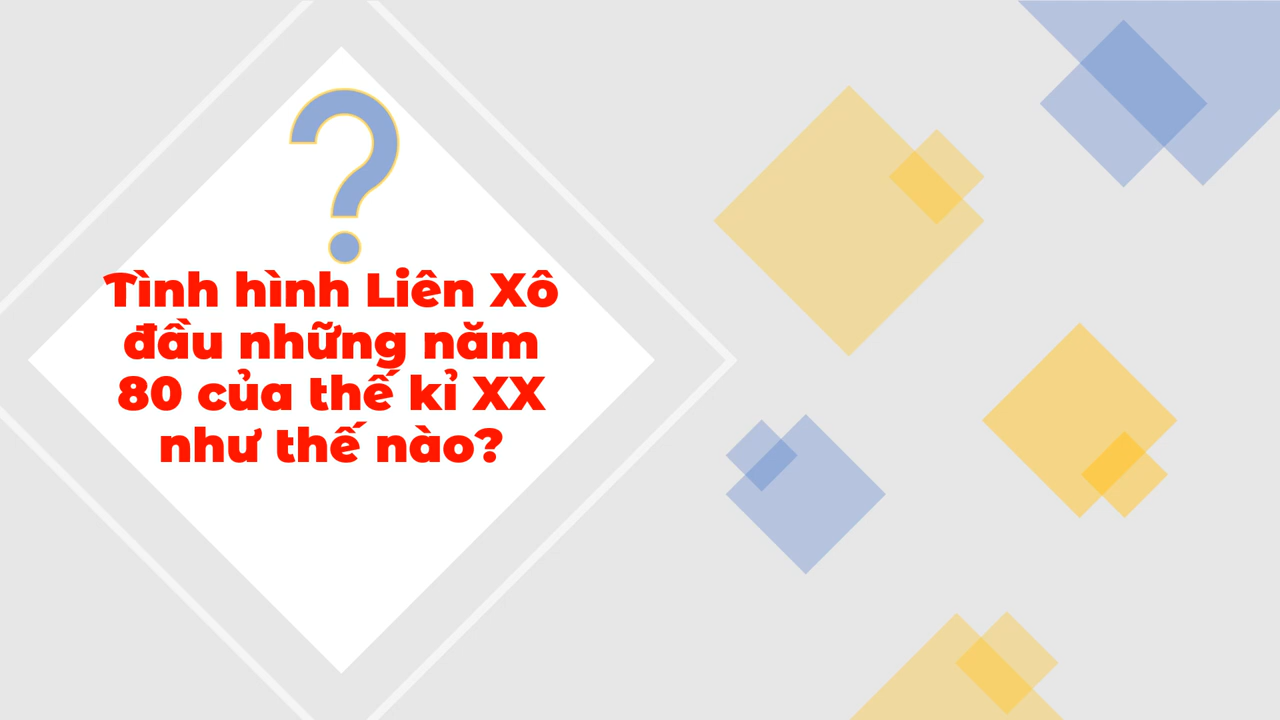 ?
Tình hình Liên Xô
đầu những năm
80 của thế kỉ XX
như thế nào?